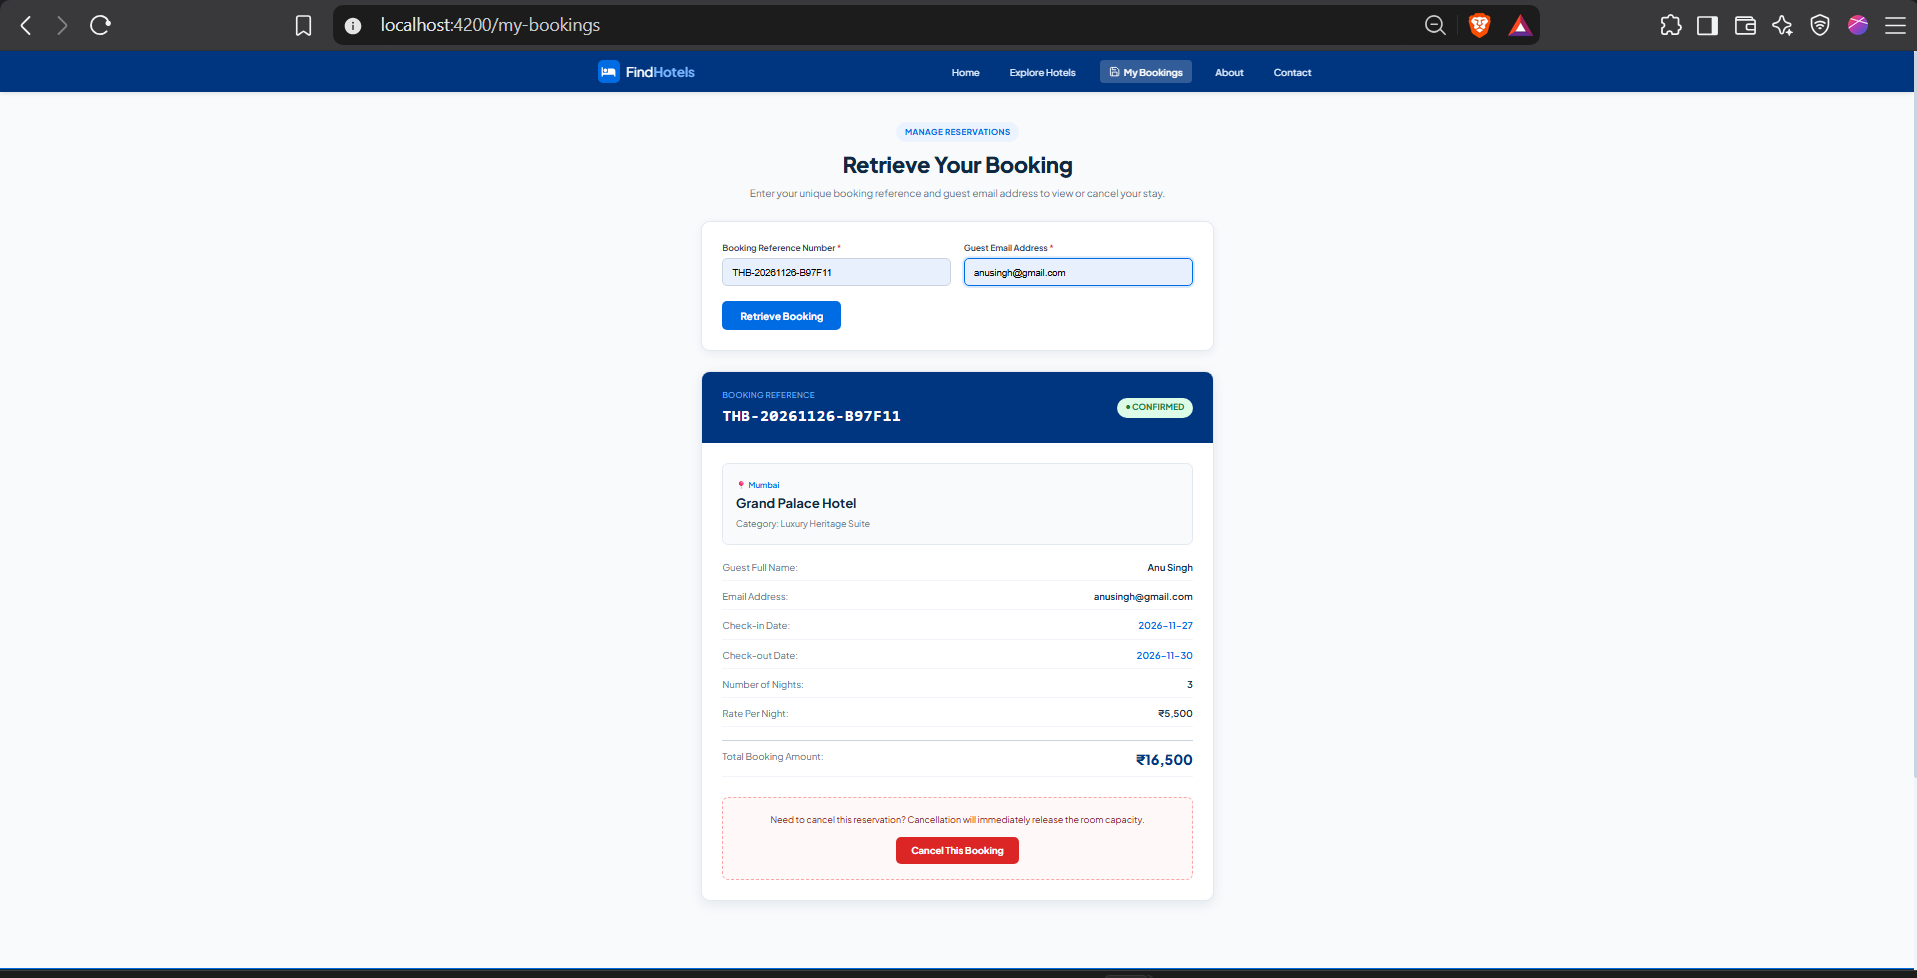 localhost:4200/my-bookings
FindHotels
Home
Explore Hotels
My Bookings
About
Contact
MANAGE RESERVATIONS
Retrieve Your Booking
Enter your unique booking reference and guest email address to view or cancel your stay.
Booking Reference Number *
Guest Email Address *
THB-20261126-B97F11
anusingh@gmail.com
Retrieve Booking
BOOKING REFERENCE
THB-20261126-B97F11
CONFIRMED
Mumbai
Grand Palace Hotel
Category: Luxury Heritage Suite
Guest Full Name: Anu Singh
Email Address: anusingh@gmail.com
Check-in Date: 2026-11-27
Check-out Date: 2026-11-30
Number of Nights: 3
Rate Per Night: ₹5,500
Total Booking Amount: ₹16,500
Need to cancel this reservation? Cancellation will immediately release the room capacity.
Cancel This Booking